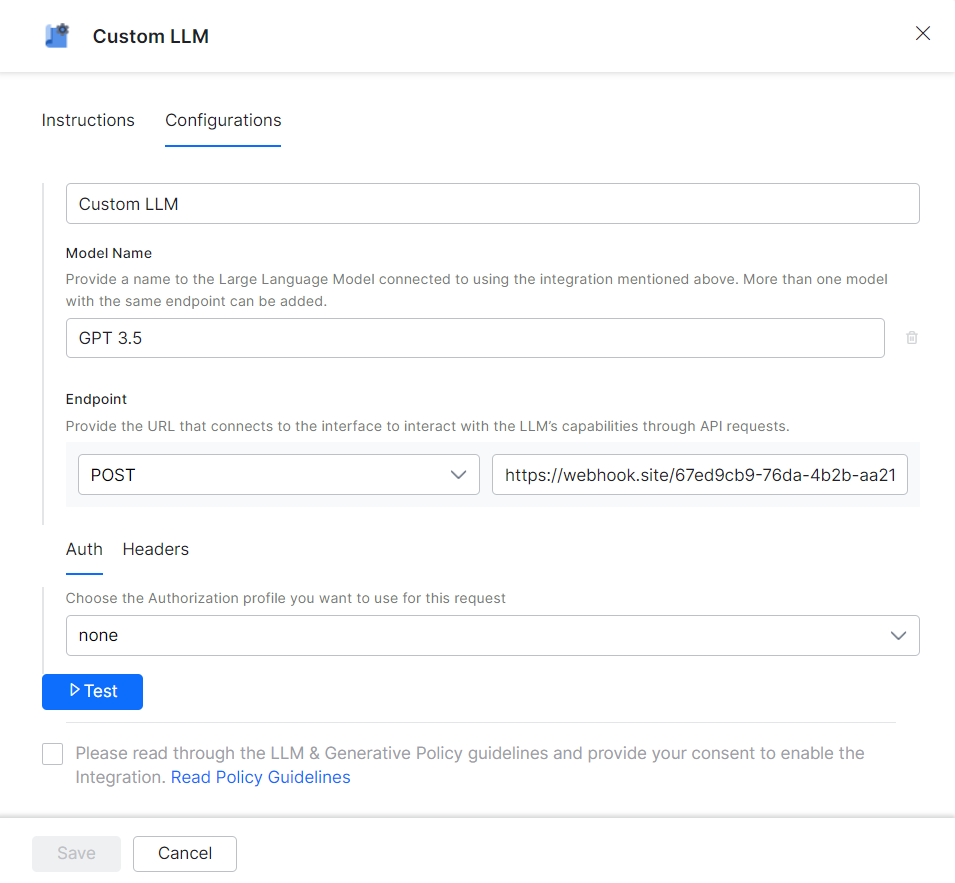 Custom LLM
Instructions Configurations
Custom LLM
Model Name
Provide a name to the Large Language Model connected to using the integration mentioned above. More than one model
with the same endpoint can be added.
GPT 3.5
Endpoint
Provide the URL that connects to the interface to interact with the LLM’s capabilities through API requests.
POST https://webhook.site/67ed9cb9-76da-4b2b-aa21
Auth Headers
Choose the Authorization profile you want to use for this request
none
Test
Please read through the LLM & Generative Policy guidelines and provide your consent to enable the
Integration. Read Policy Guidelines
Save Cancel